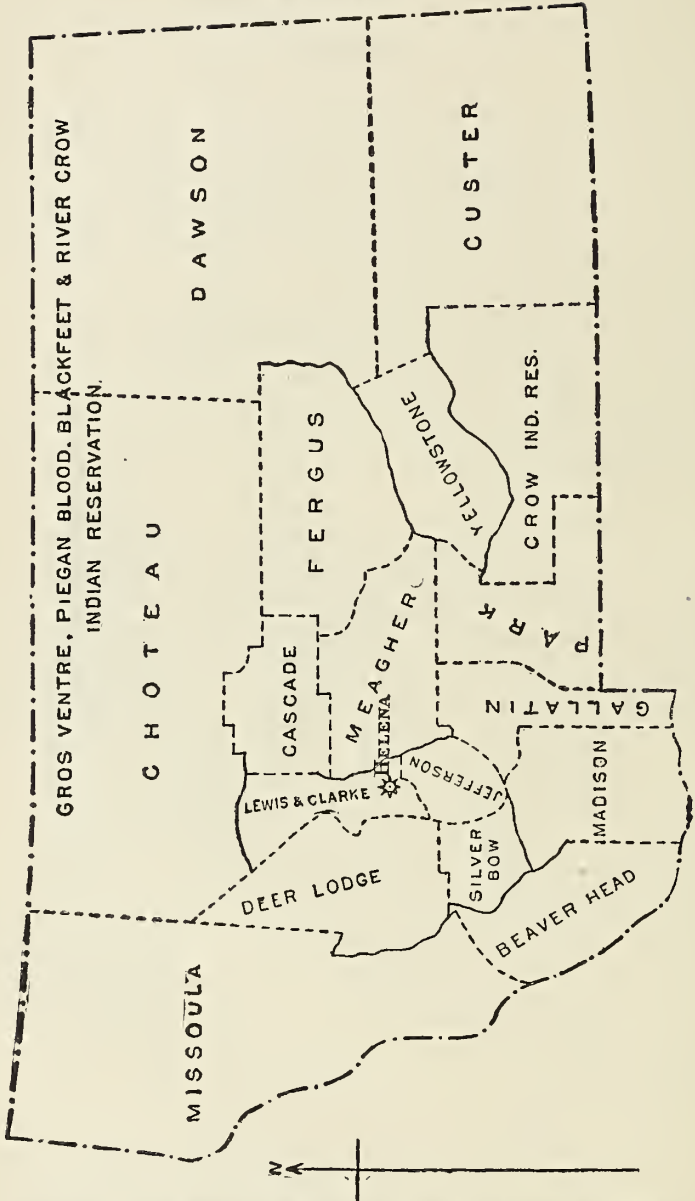 GROS VENTRE, PIEGAN BLOOD. BLACKFEET & RIVER CROW
INDIAN RESERVATION.
DAWSON
CHOTEAU
MISSOULA
FERGUS
CASCADE
CUSTER
YELLOWSTONE
CROW IND. RES.
MEAGHER
HELENA
LEWIS & CLARKE
JEFFERSON
DEER LODGE
SILVER
BOW
PARK
GALLATIN
MADISON
BEAVER HEAD
N